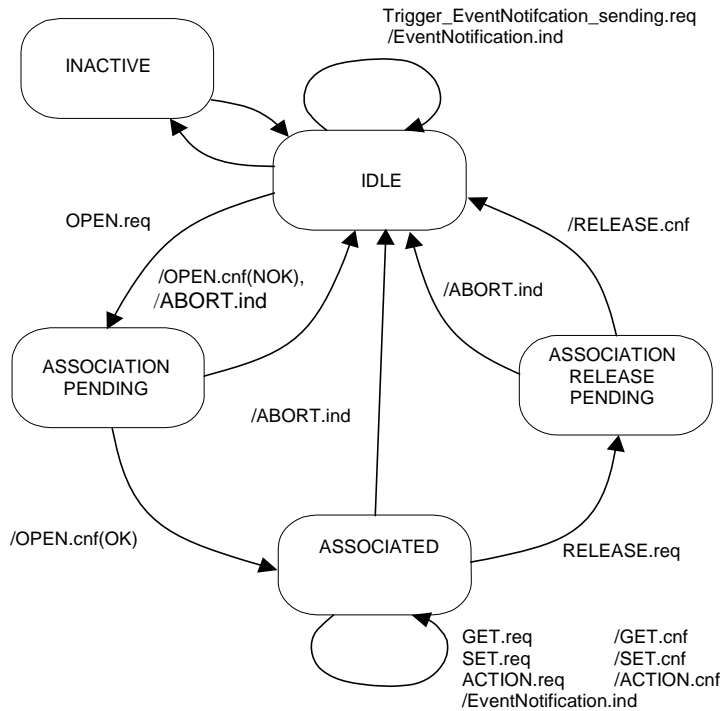 Trigger_EventNotifcation_sending.req
/EventNotification.ind
INACTIVE
IDLE
OPEN.req
/RELEASE.cnf
/OPEN.cnf(NOK),
/ABORT.ind
/ABORT.ind
ASSOCIATION
PENDING
ASSOCIATION
RELEASE
PENDING
/ABORT.ind
/OPEN.cnf(OK)
ASSOCIATED
RELEASE.req
GET.req /GET.cnf
SET.req /SET.cnf
ACTION.req /ACTION.cnf
/EventNotification.ind